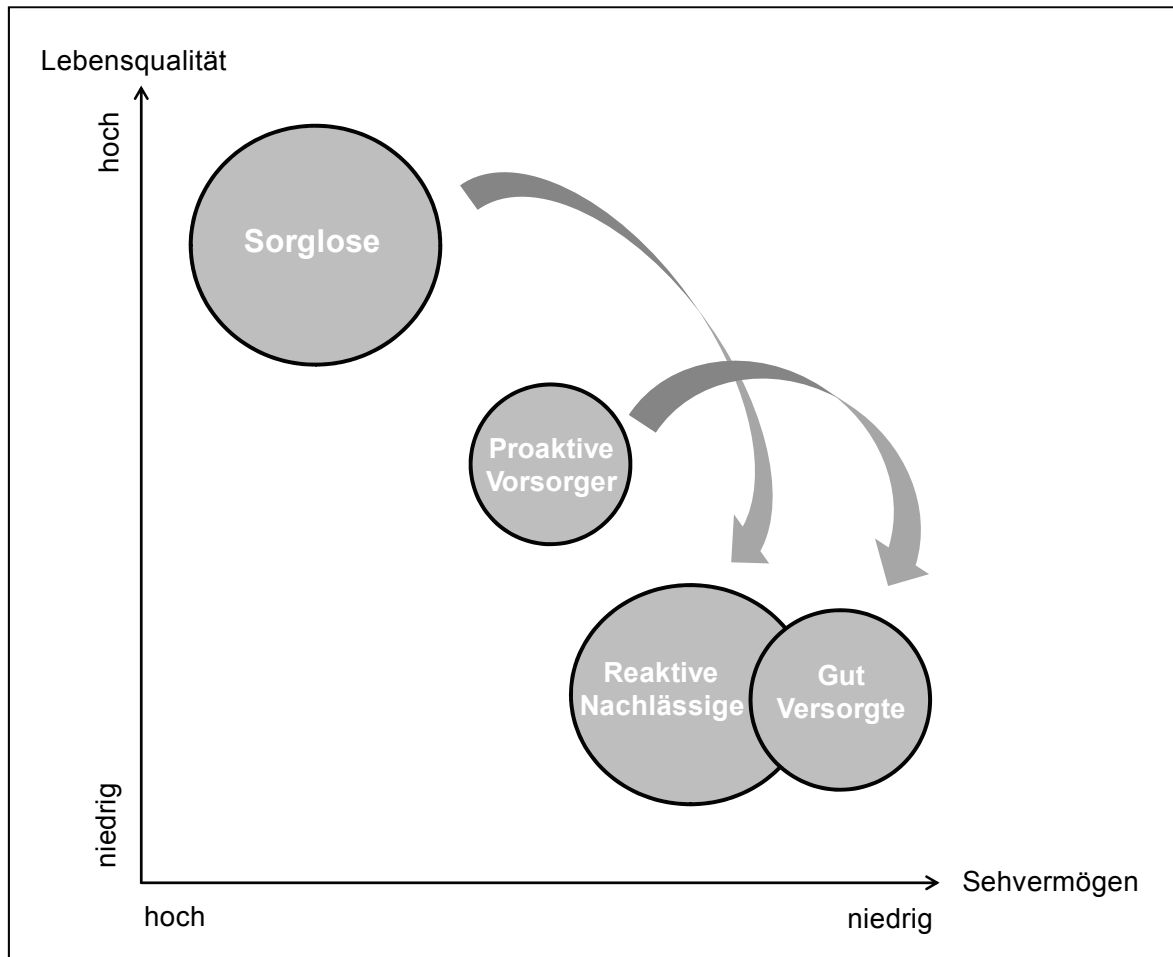 Lebensqualität
hoch
Sorglose
Proaktive
Vorsorger
Reaktive
Nachlässige
Gut
Versorgte
niedrig
Sehvermögen
hoch
niedrig